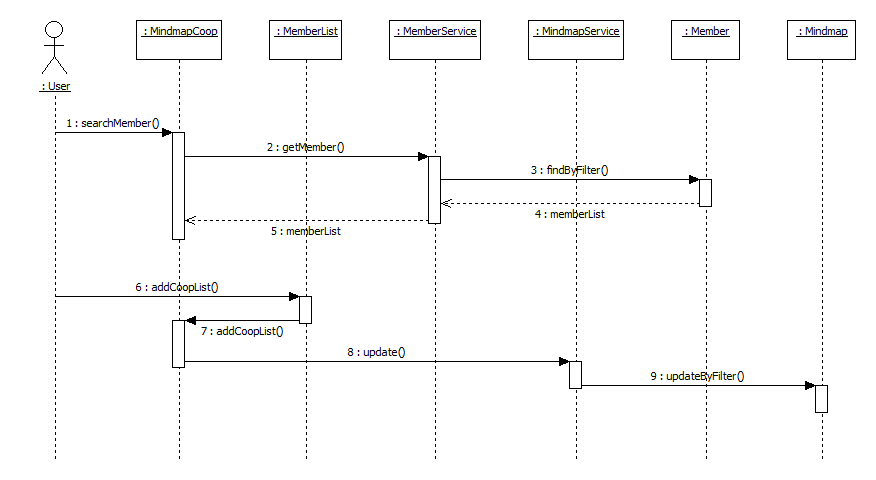 : MindmapCoop
: MemberList
: MemberService
: MindmapService
: Member
: Mindmap
: User
1 : searchMember()
2 : getMember()
3 : findByFilter()
4 : memberList
5 : memberList
6 : addCoopList()
7 : addCoopList()
8 : update()
9 : updateByFilter()